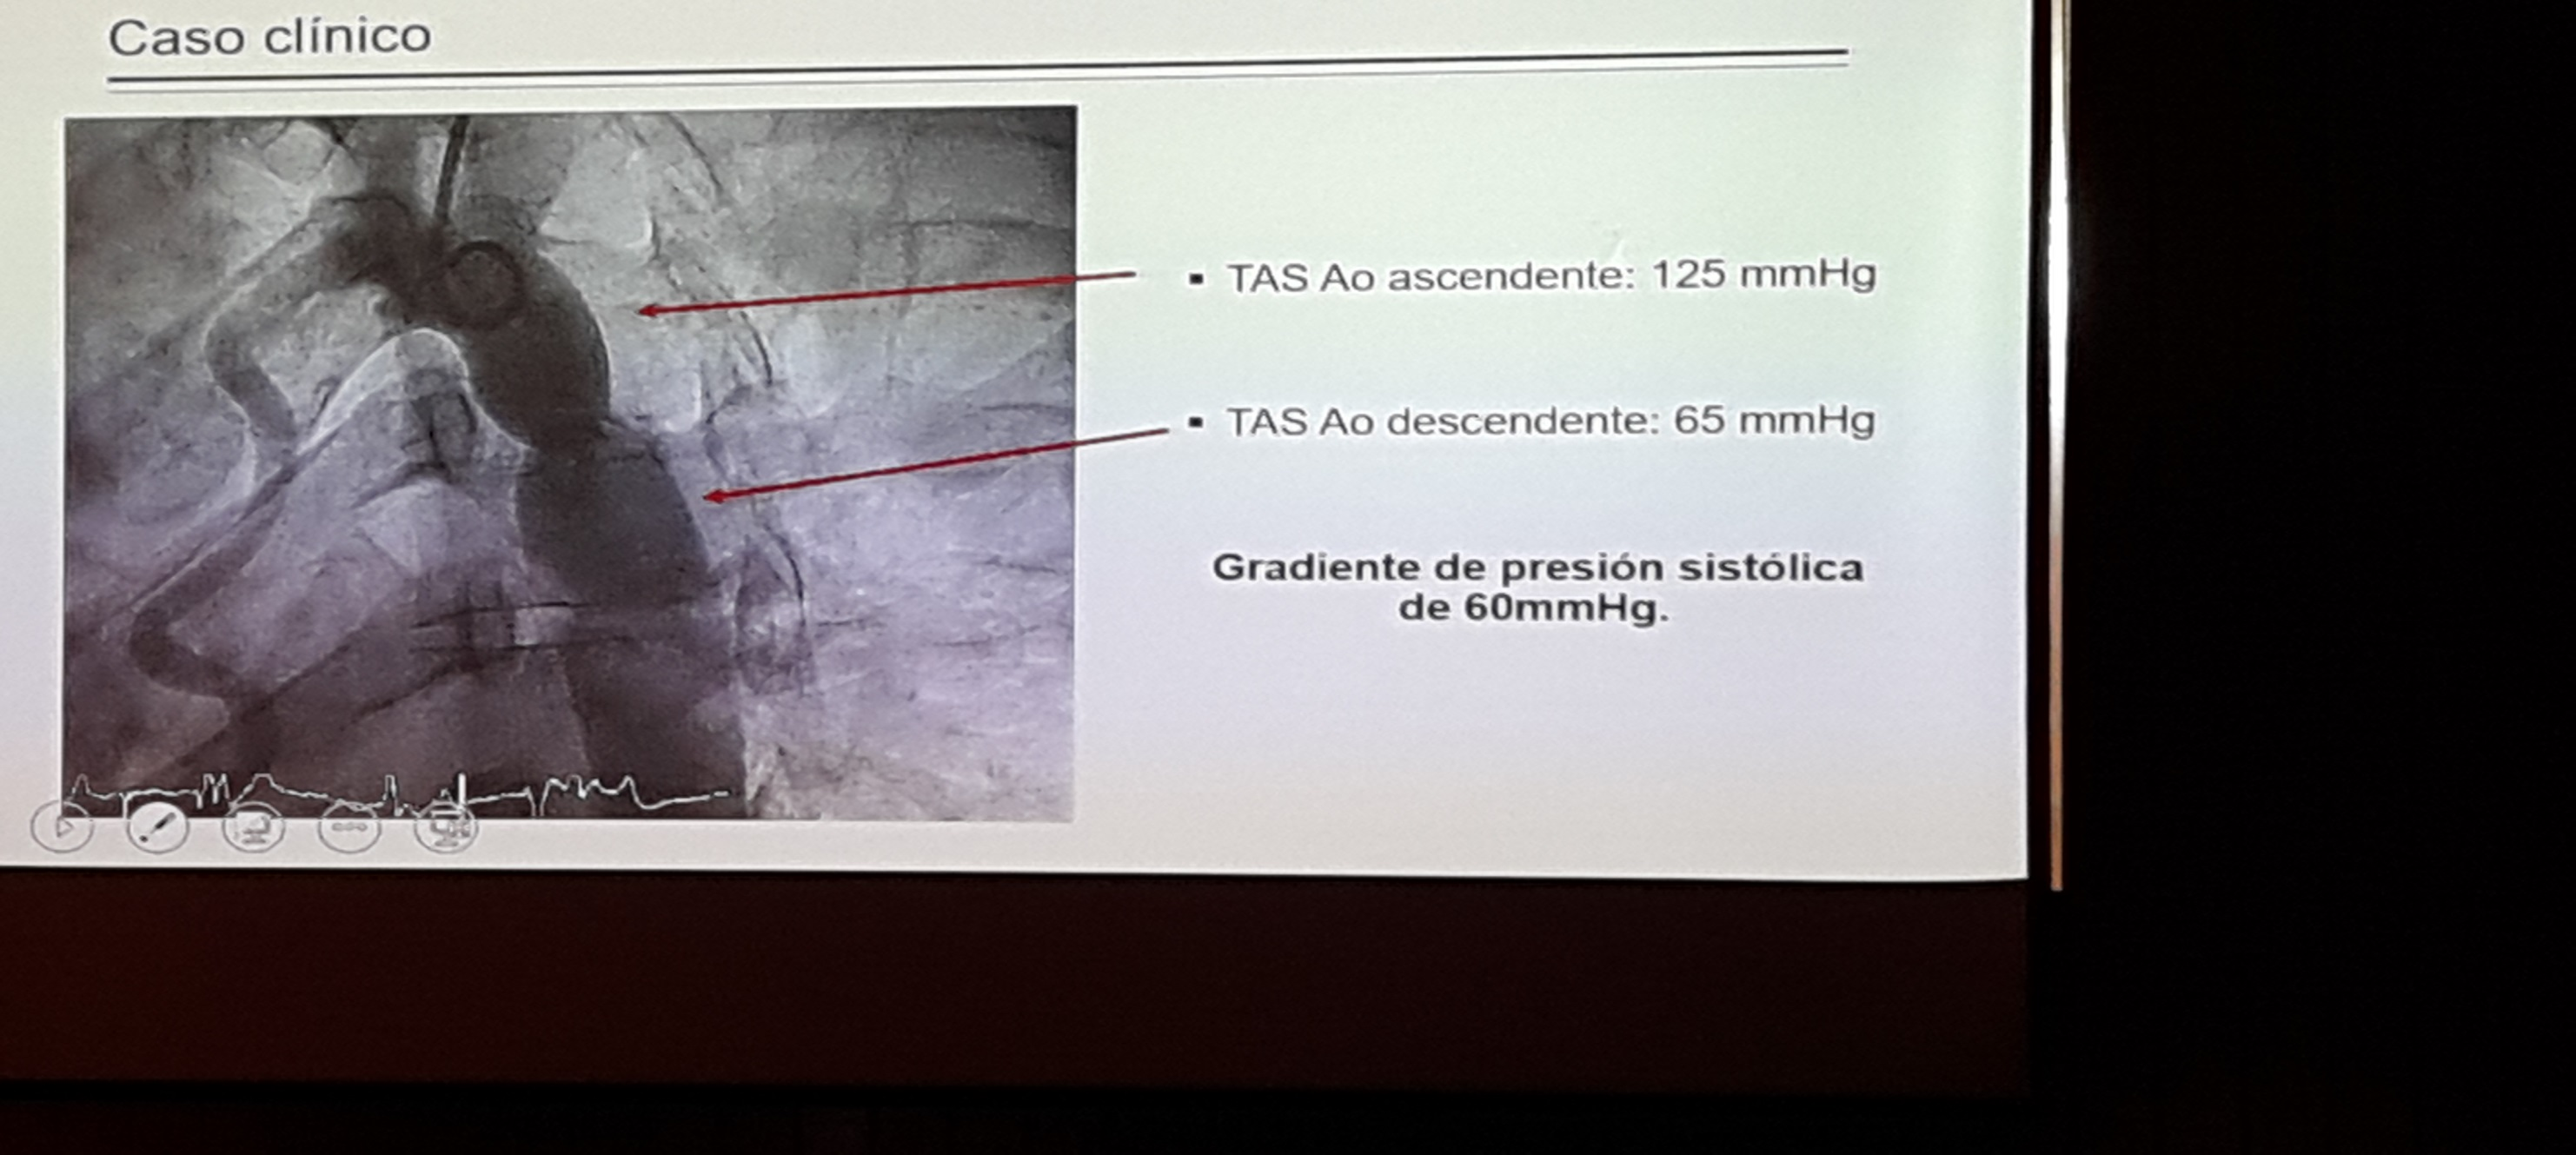 Caso clínico
▪ TAS Ao ascendente: 125 mmHg
▪ TAS Ao descendente: 65 mmHg
Gradiente de presión sistólica
de 60mmHg.